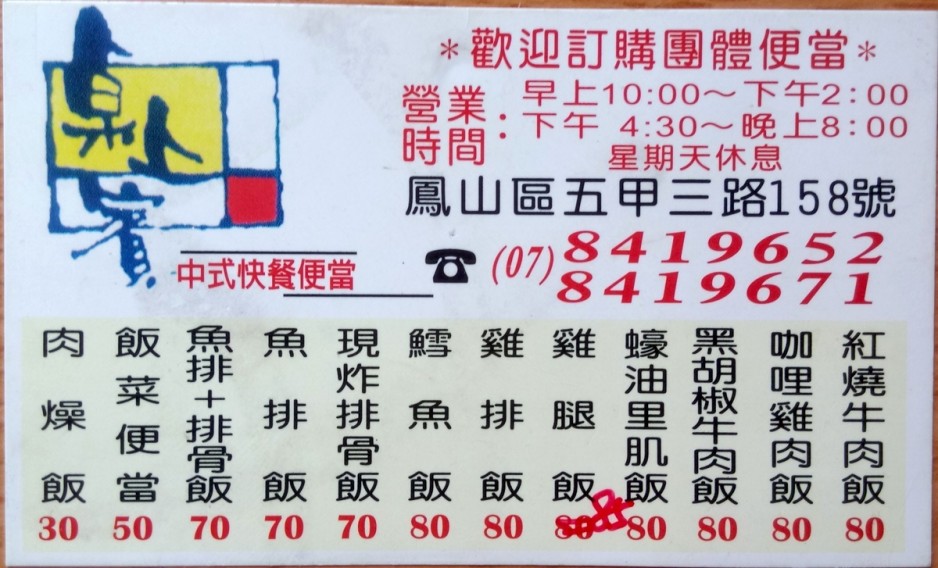 鼎上賓
中式快餐便當
*歡迎訂購團體便當*
營業時間：早上10:00～下午2:00
下午 4:30～晚上8:00
星期天休息
鳳山區五甲三路158號
☎(07)8419652
8419671
紅燒牛肉飯 80
咖哩雞肉飯 80
黑胡椒牛肉飯 80
蠔油里肌飯 80
雞腿飯 80
雞排飯 80
鱈魚飯 80
現炸排骨飯 70
魚排飯 70
魚排+排骨飯 70
飯菜便當 50
肉燥飯 30